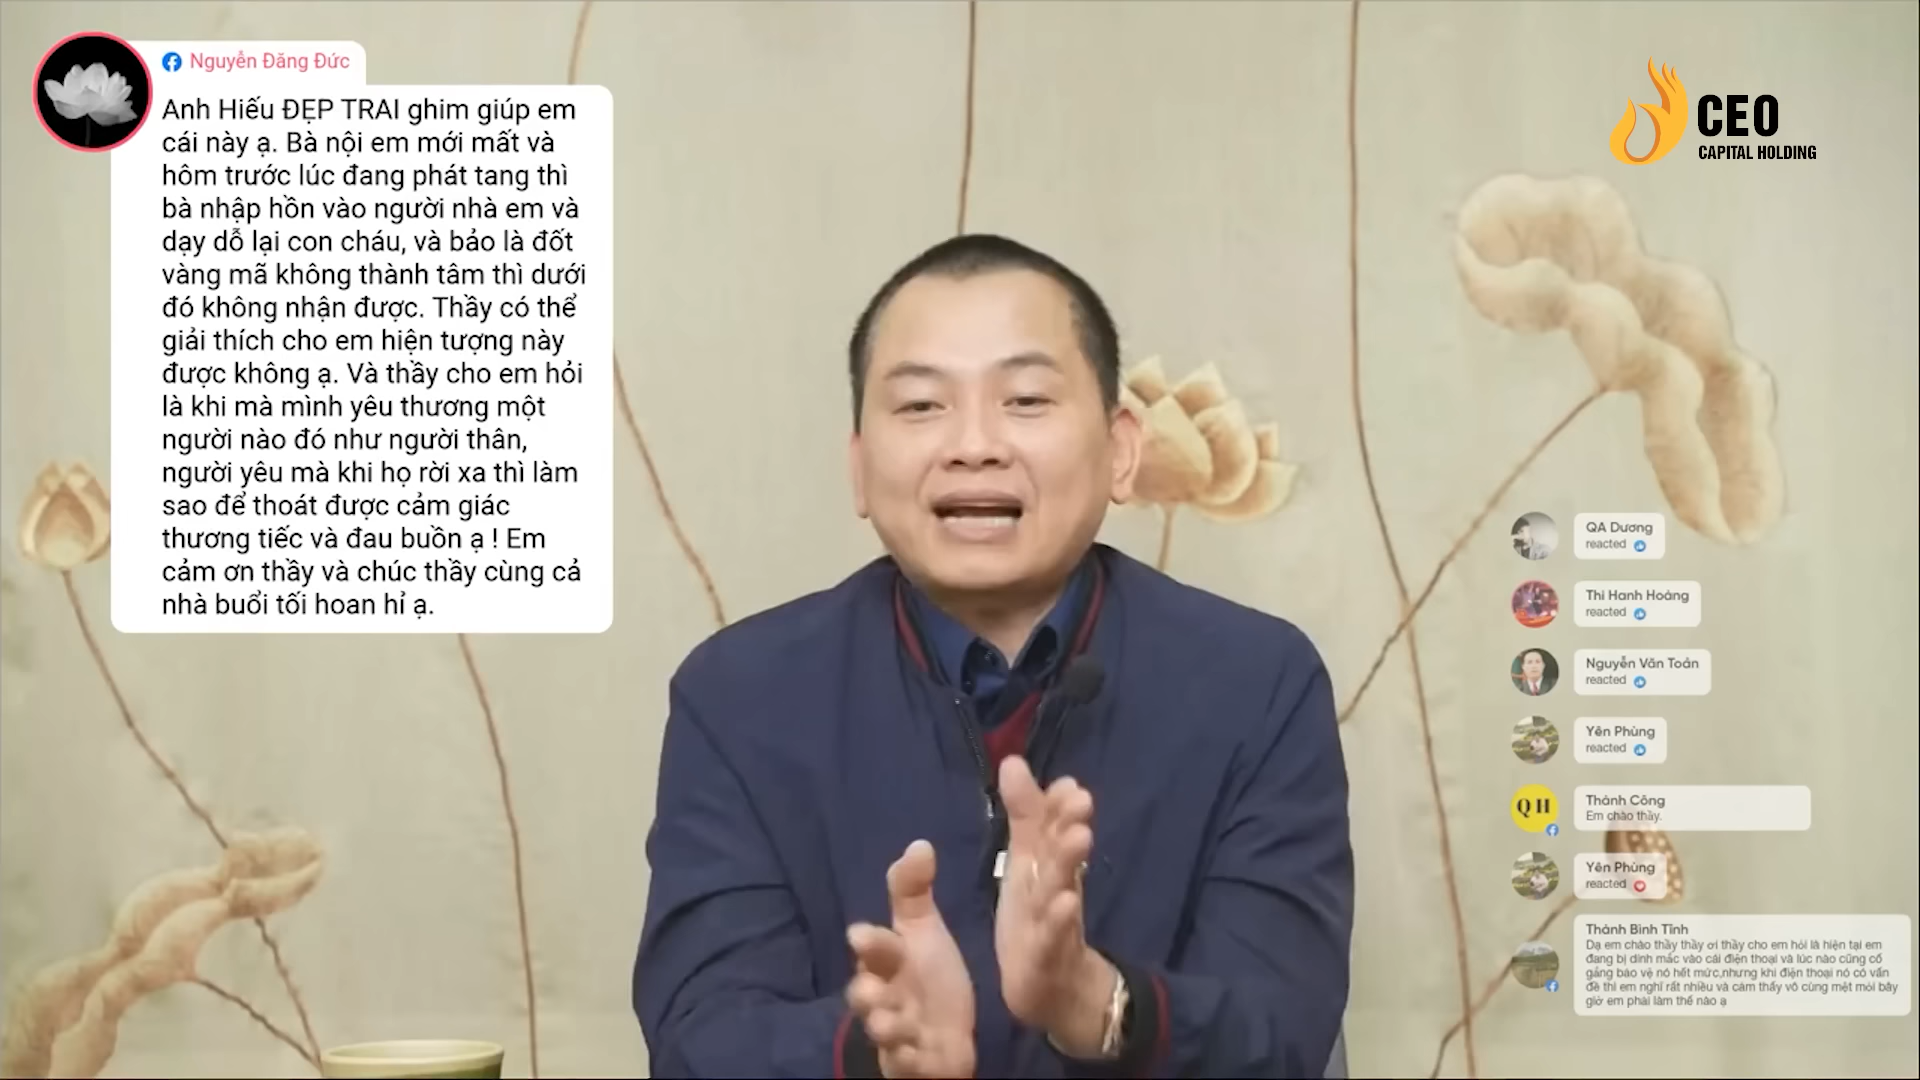 Nguyễn Đăng Đức
Anh Hiếu ĐẸP TRAI ghim giúp em
cái này ạ. Bà nội em mới mất và
hôm trước lúc đang phát tang thì
bà nhập hồn vào người nhà em và
dạy dỗ lại con cháu, và bảo là đốt
vàng mã không thành tâm thì dưới
đó không nhận được. Thầy có thể
giải thích cho em hiện tượng này
được không ạ. Và thầy cho em hỏi
là khi mà mình yêu thương một
người nào đó như người thân,
người yêu mà khi họ rời xa thì làm
sao để thoát được cảm giác
thương tiếc và đau buồn ạ ! Em
cảm ơn thầy và chúc thầy cùng cả
nhà buổi tối hoan hỉ ạ.
CEO
CAPITAL HOLDING
QA Dương
reacted
Thi Hanh Hoàng
reacted
Nguyễn Văn Toản
reacted
Yên Phùng
reacted
QH
Thành Công
Em chào thầy.
Yên Phùng
reacted
Thành Bình Tĩnh
Dạ em chào thầy thầy ơi thầy cho em hỏi là hiện tại em
đang bị dính mắc vào cái điện thoại và lúc nào cũng cố
gắng bảo vệ nó hết mức,nhưng khi điện thoại nó có vấn
đề thì em nghĩ rất nhiều và cảm thấy vô cùng mệt mỏi bây
giờ em phải làm thế nào ạ